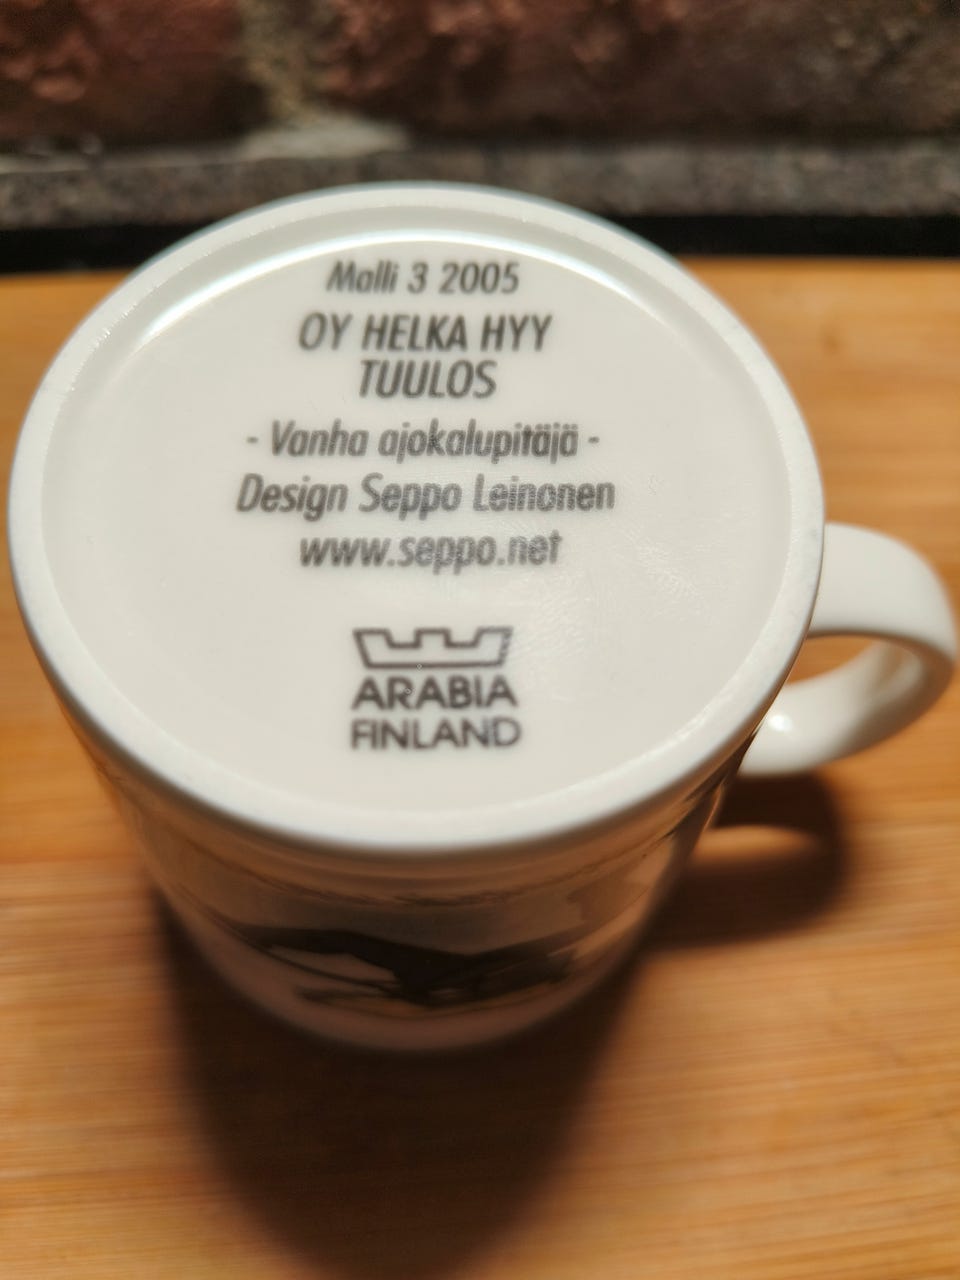 Malli 3 2005
OY HELKA HYY
TUULOS
- Vanha ajokalupitäjä -
Design Seppo Leinonen
www.seppo.net
ARABIA
FINLAND